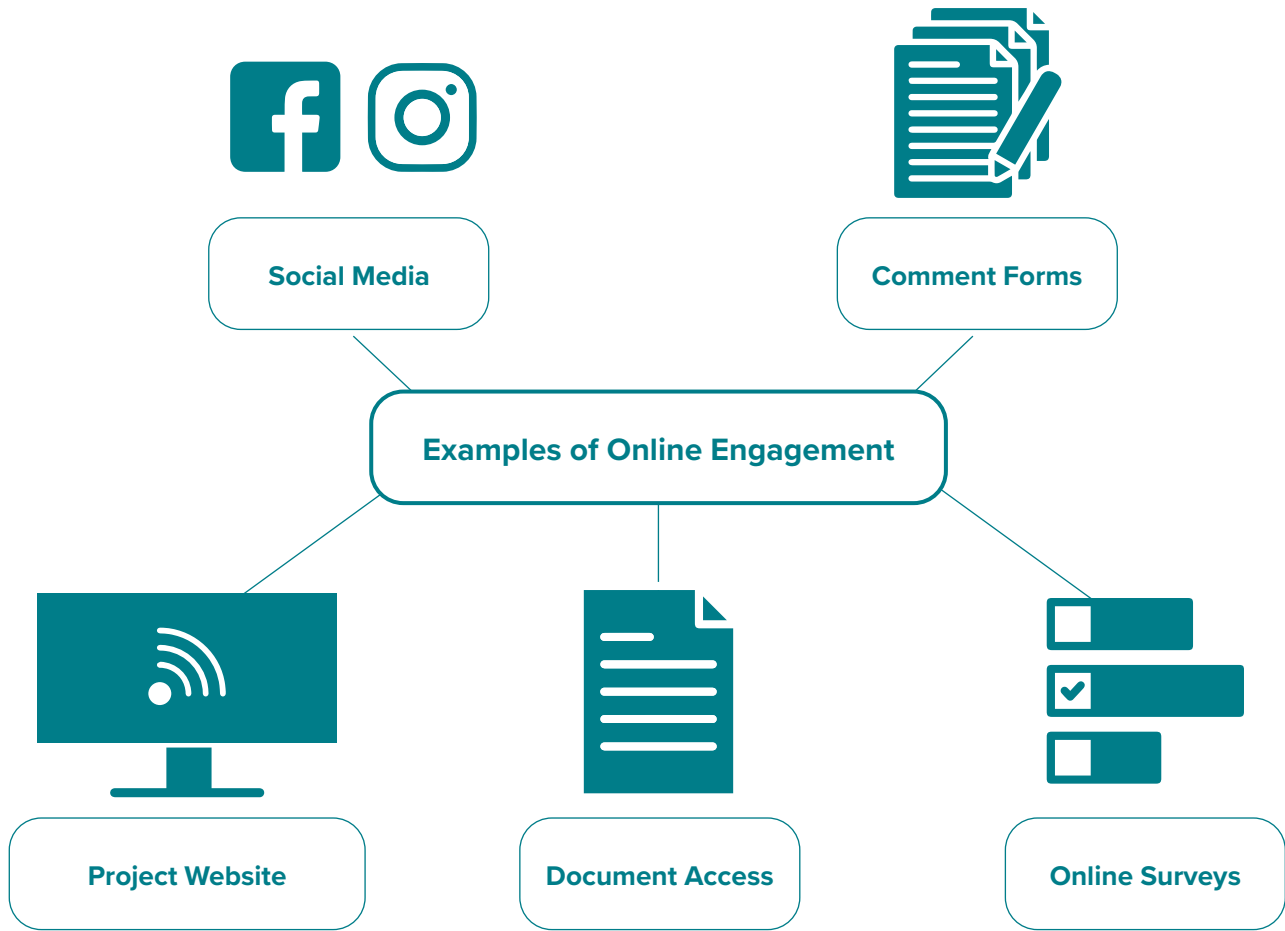 Social Media
Comment Forms
Examples of Online Engagement
Project Website
Document Access
Online Surveys